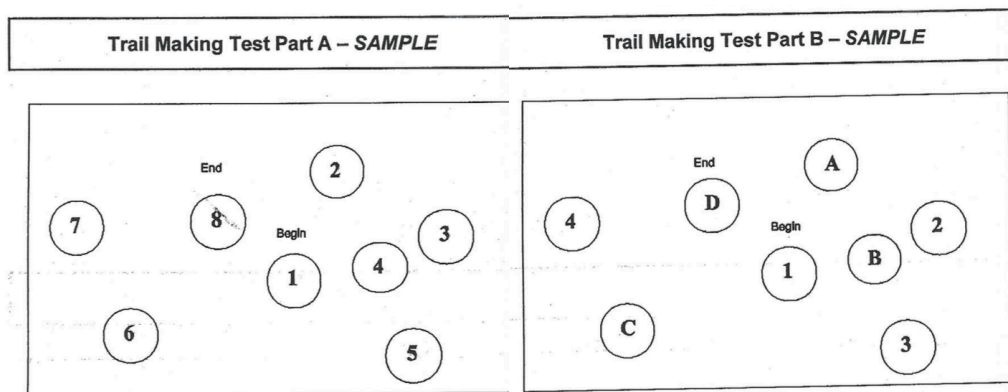 Trail Making Test Part A – SAMPLE
End
2
7
8
Begin
3
1
4
6
5
Trail Making Test Part B – SAMPLE
End
A
4
D
Begin
2
1
B
C
3